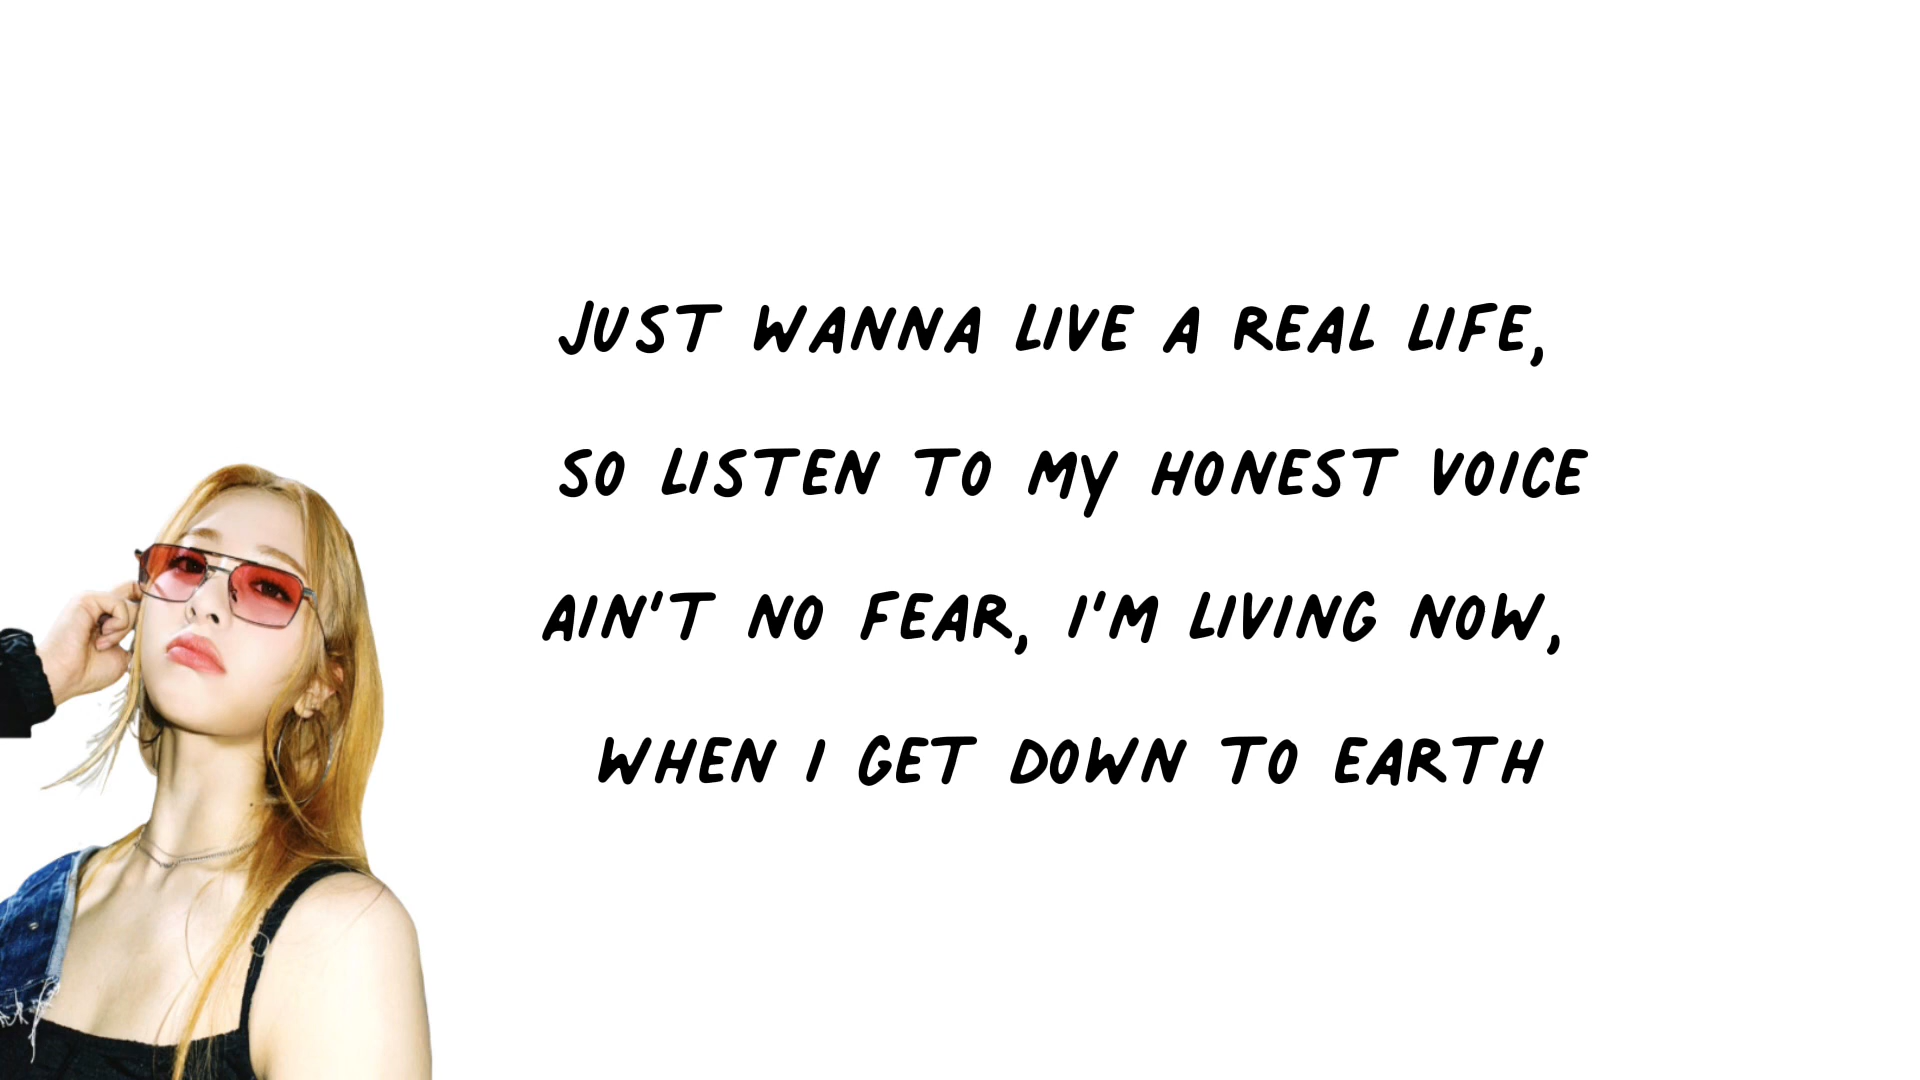 JUST WANNA LIVE A REAL LIFE,
SO LISTEN TO MY HONEST VOICE
AIN'T NO FEAR, I'M LIVING NOW,
WHEN I GET DOWN TO EARTH